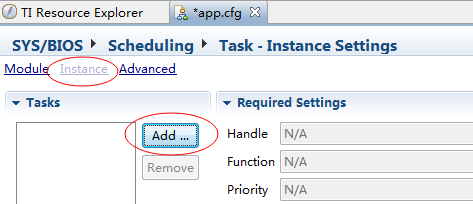 TI Resource Explorer *app.cfg
SYS/BIOS Scheduling Task - Instance Settings
Module Instance Advanced
Tasks Required Settings
Add ... Handle N/A
Function N/A
Remove
Priority N/A